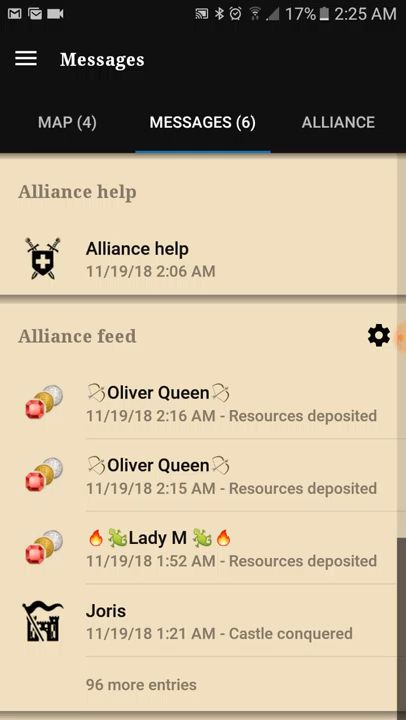 17% 2:25 AM
Messages
MAP (4) MESSAGES (6) ALLIANCE
Alliance help
Alliance help
11/19/18 2:06 AM
Alliance feed
🏹Oliver Queen🏹
11/19/18 2:16 AM - Resources deposited
🏹Oliver Queen🏹
11/19/18 2:15 AM - Resources deposited
🔥🐉Lady M 🐉🔥
11/19/18 1:52 AM - Resources deposited
Joris
11/19/18 1:21 AM - Castle conquered
96 more entries